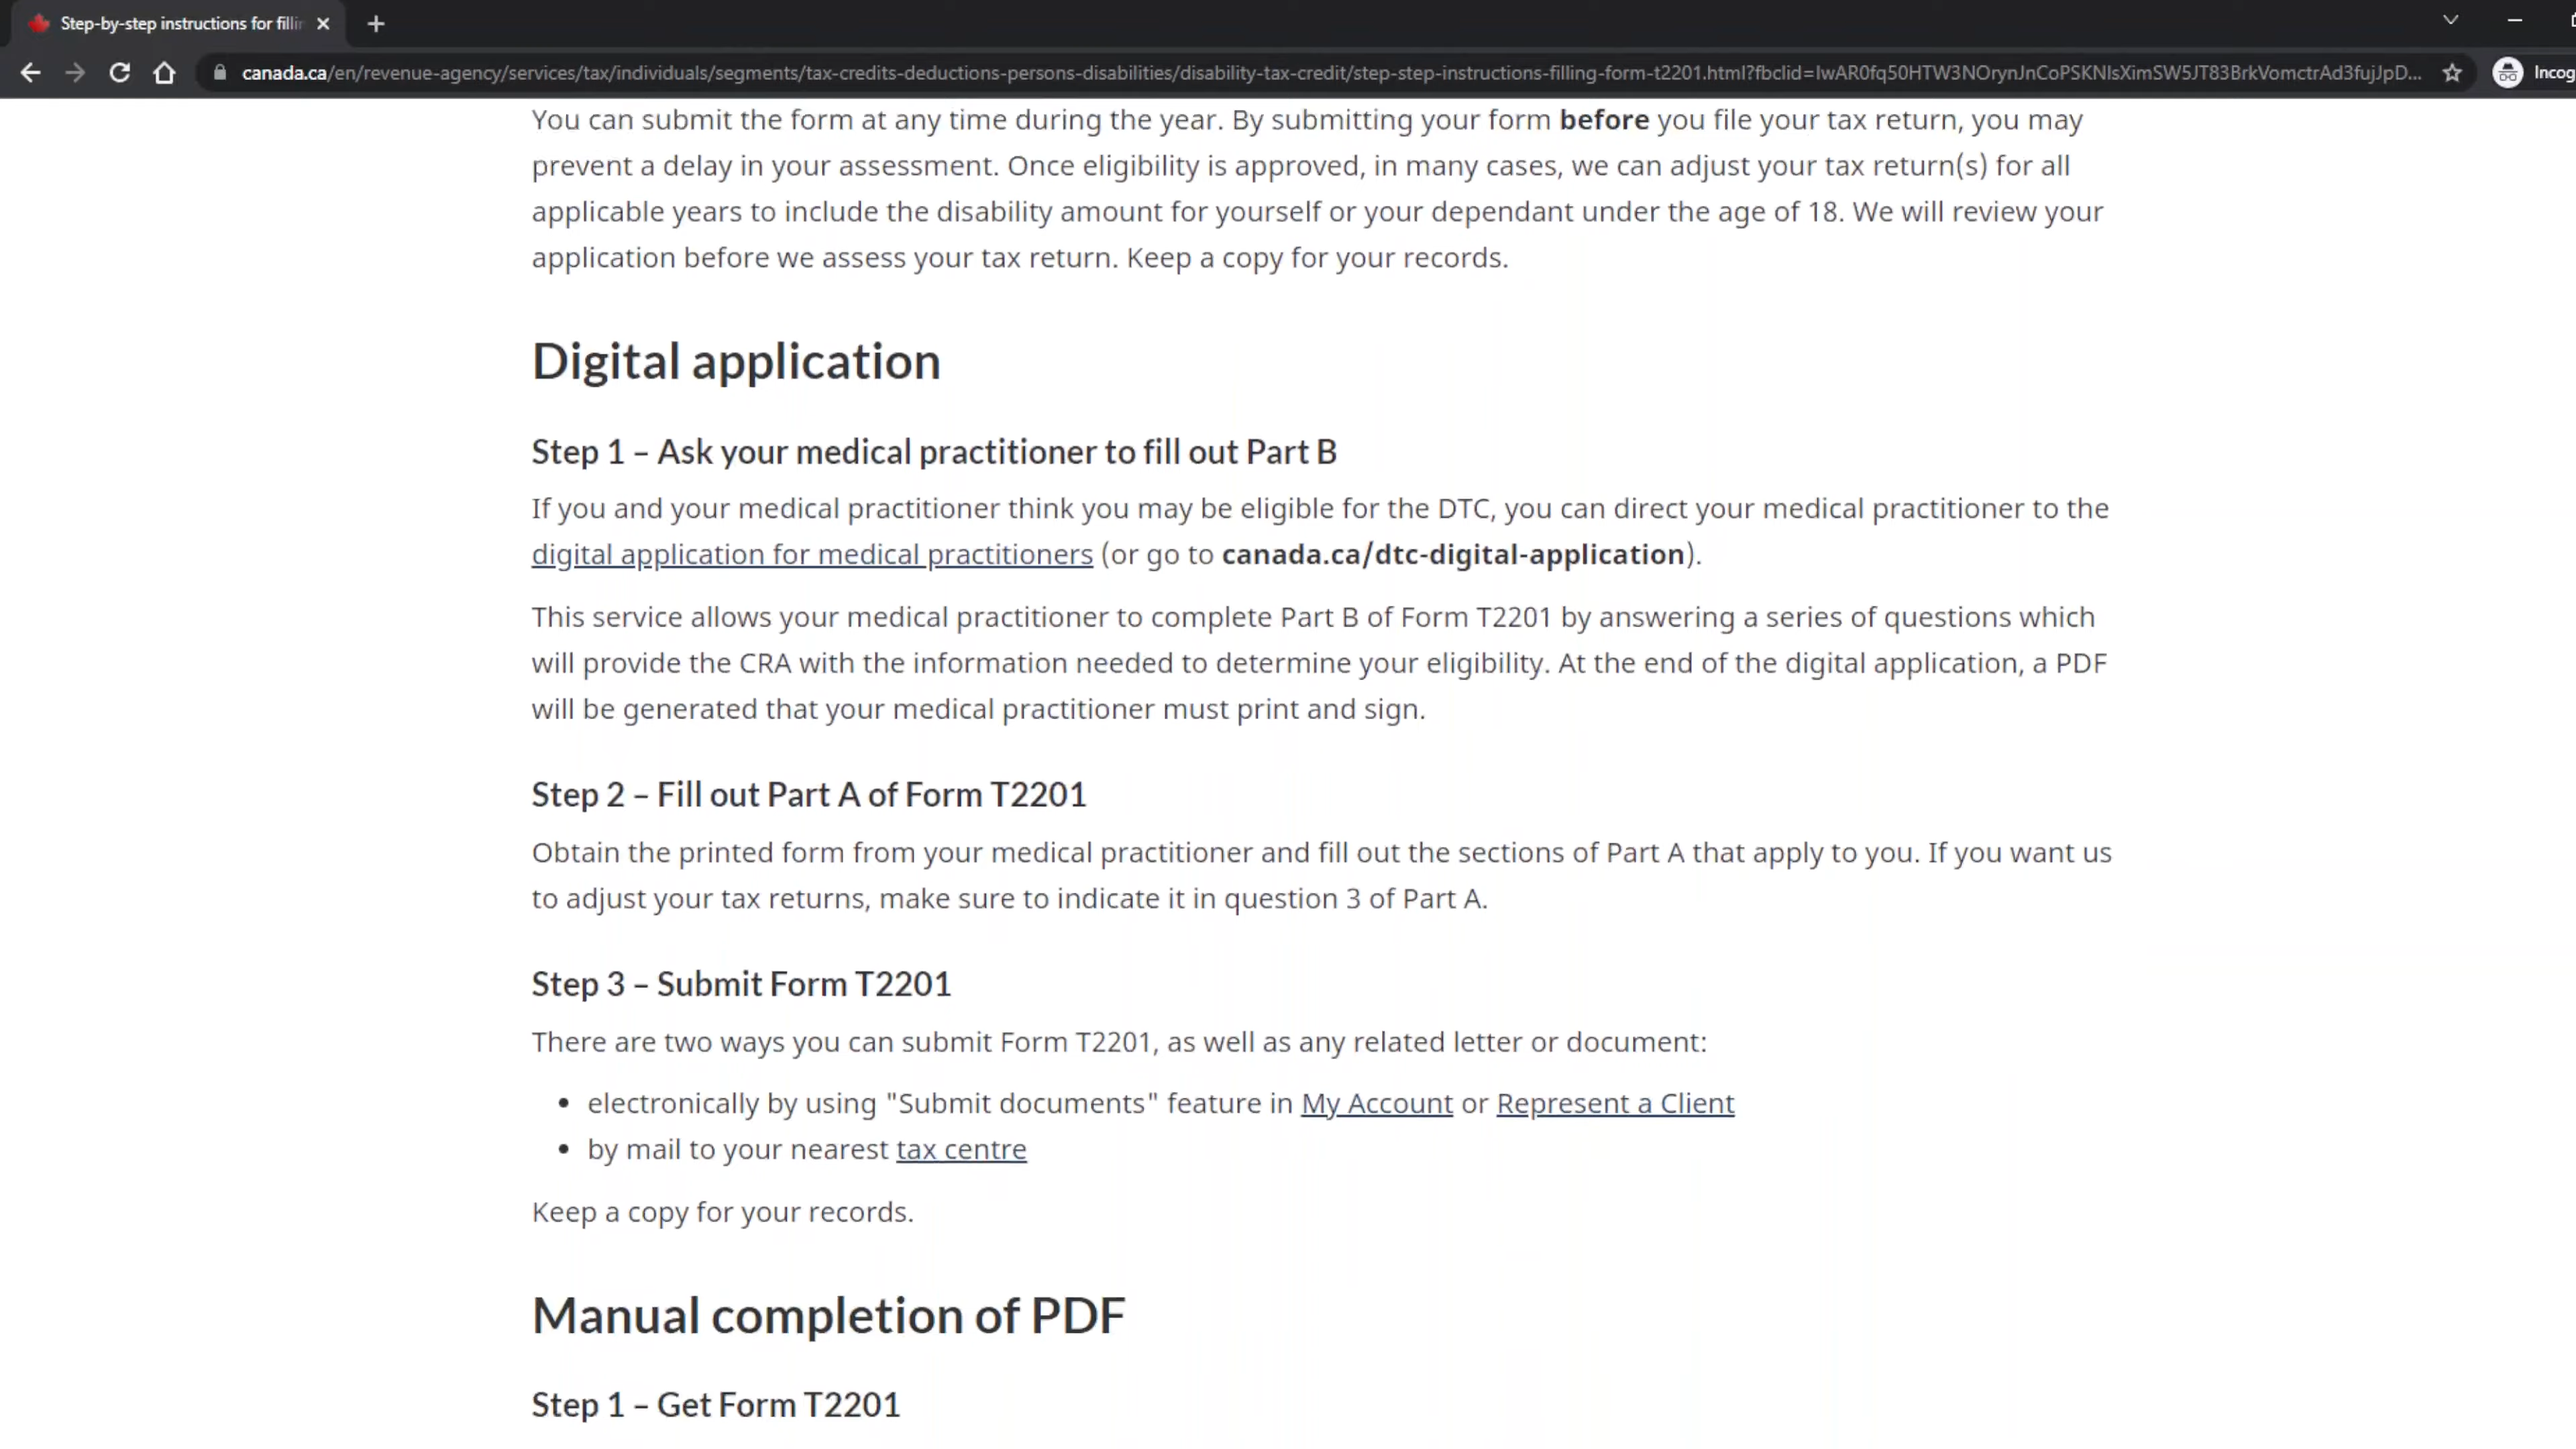 Step-by-step instructions for fillin
canada.ca/en/revenue-agency/services/tax/individuals/segments/tax-credits-deductions-persons-disabilities/disability-tax-credit/step-step-instructions-filling-form-t2201.html?fbclid=
Incog
You can submit the form at any time during the year. By submitting your form before you file your tax return, you may
prevent a delay in your assessment. Once eligibility is approved, in many cases, we can adjust your tax return(s) for all
applicable years to include the disability amount for yourself or your dependant under the age of 18. We will review your
application before we assess your tax return. Keep a copy for your records.
Digital application
Step 1 – Ask your medical practitioner to fill out Part B
If you and your medical practitioner think you may be eligible for the DTC, you can direct your medical practitioner to the
digital application for medical practitioners (or go to canada.ca/dtc-digital-application).
This service allows your medical practitioner to complete Part B of Form T2201 by answering a series of questions which
will provide the CRA with the information needed to determine your eligibility. At the end of the digital application, a PDF
will be generated that your medical practitioner must print and sign.
Step 2 – Fill out Part A of Form T2201
Obtain the printed form from your medical practitioner and fill out the sections of Part A that apply to you. If you want us
to adjust your tax returns, make sure to indicate it in question 3 of Part A.
Step 3 – Submit Form T2201
There are two ways you can submit Form T2201, as well as any related letter or document:
• electronically by using "Submit documents" feature in My Account or Represent a Client
• by mail to your nearest tax centre
Keep a copy for your records.
Manual completion of PDF
Step 1 – Get Form T2201